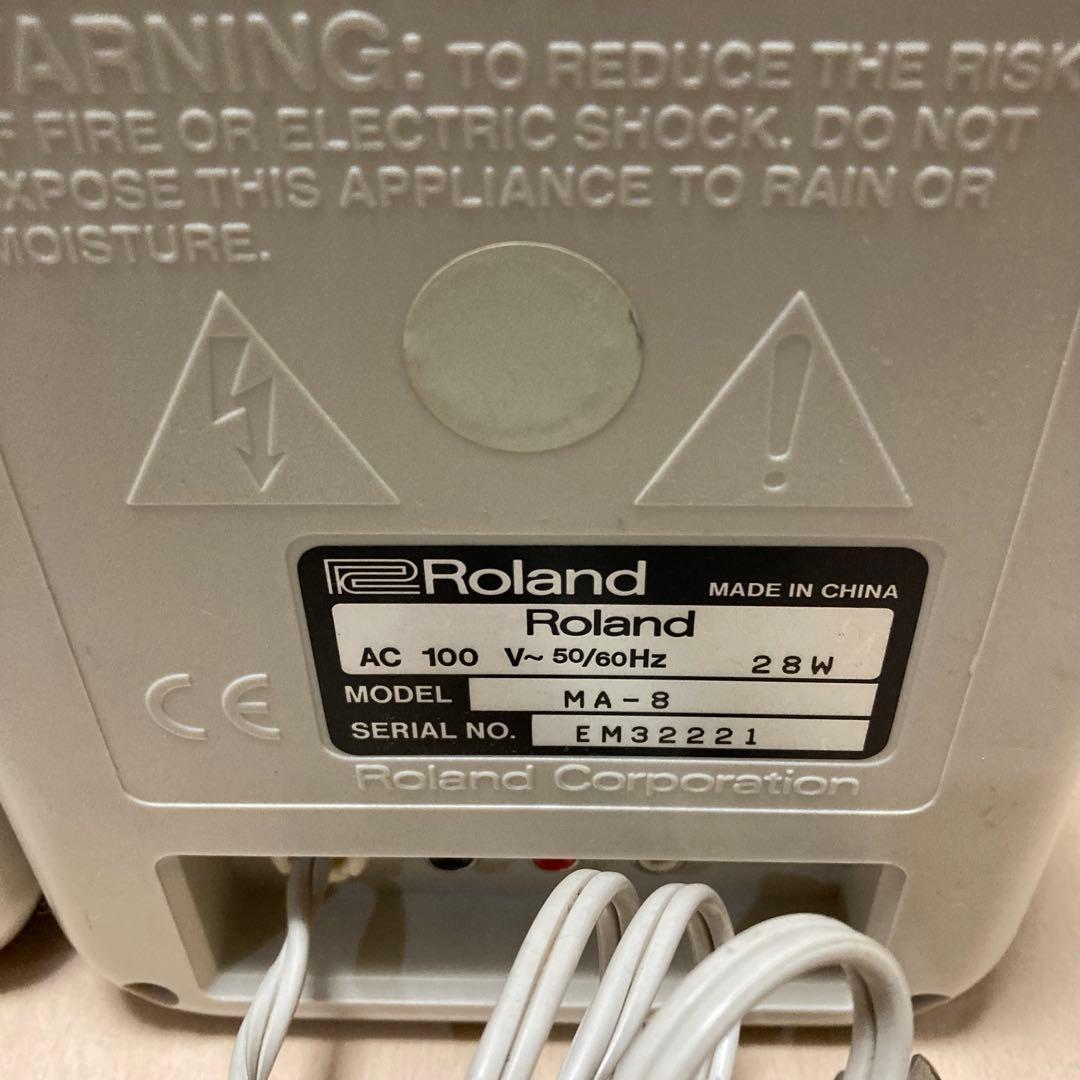 ARNING: TO REDUCE THE RISK
F FIRE OR ELECTRIC SHOCK. DO NOT
XPOSE THIS APPLIANCE TO RAIN OR
MOISTURE.
Roland MADE IN CHINA
Roland
AC 100 V~ 50/60Hz 28W
MODEL MA-8
SERIAL NO. EM32221
CE
Roland Corporation